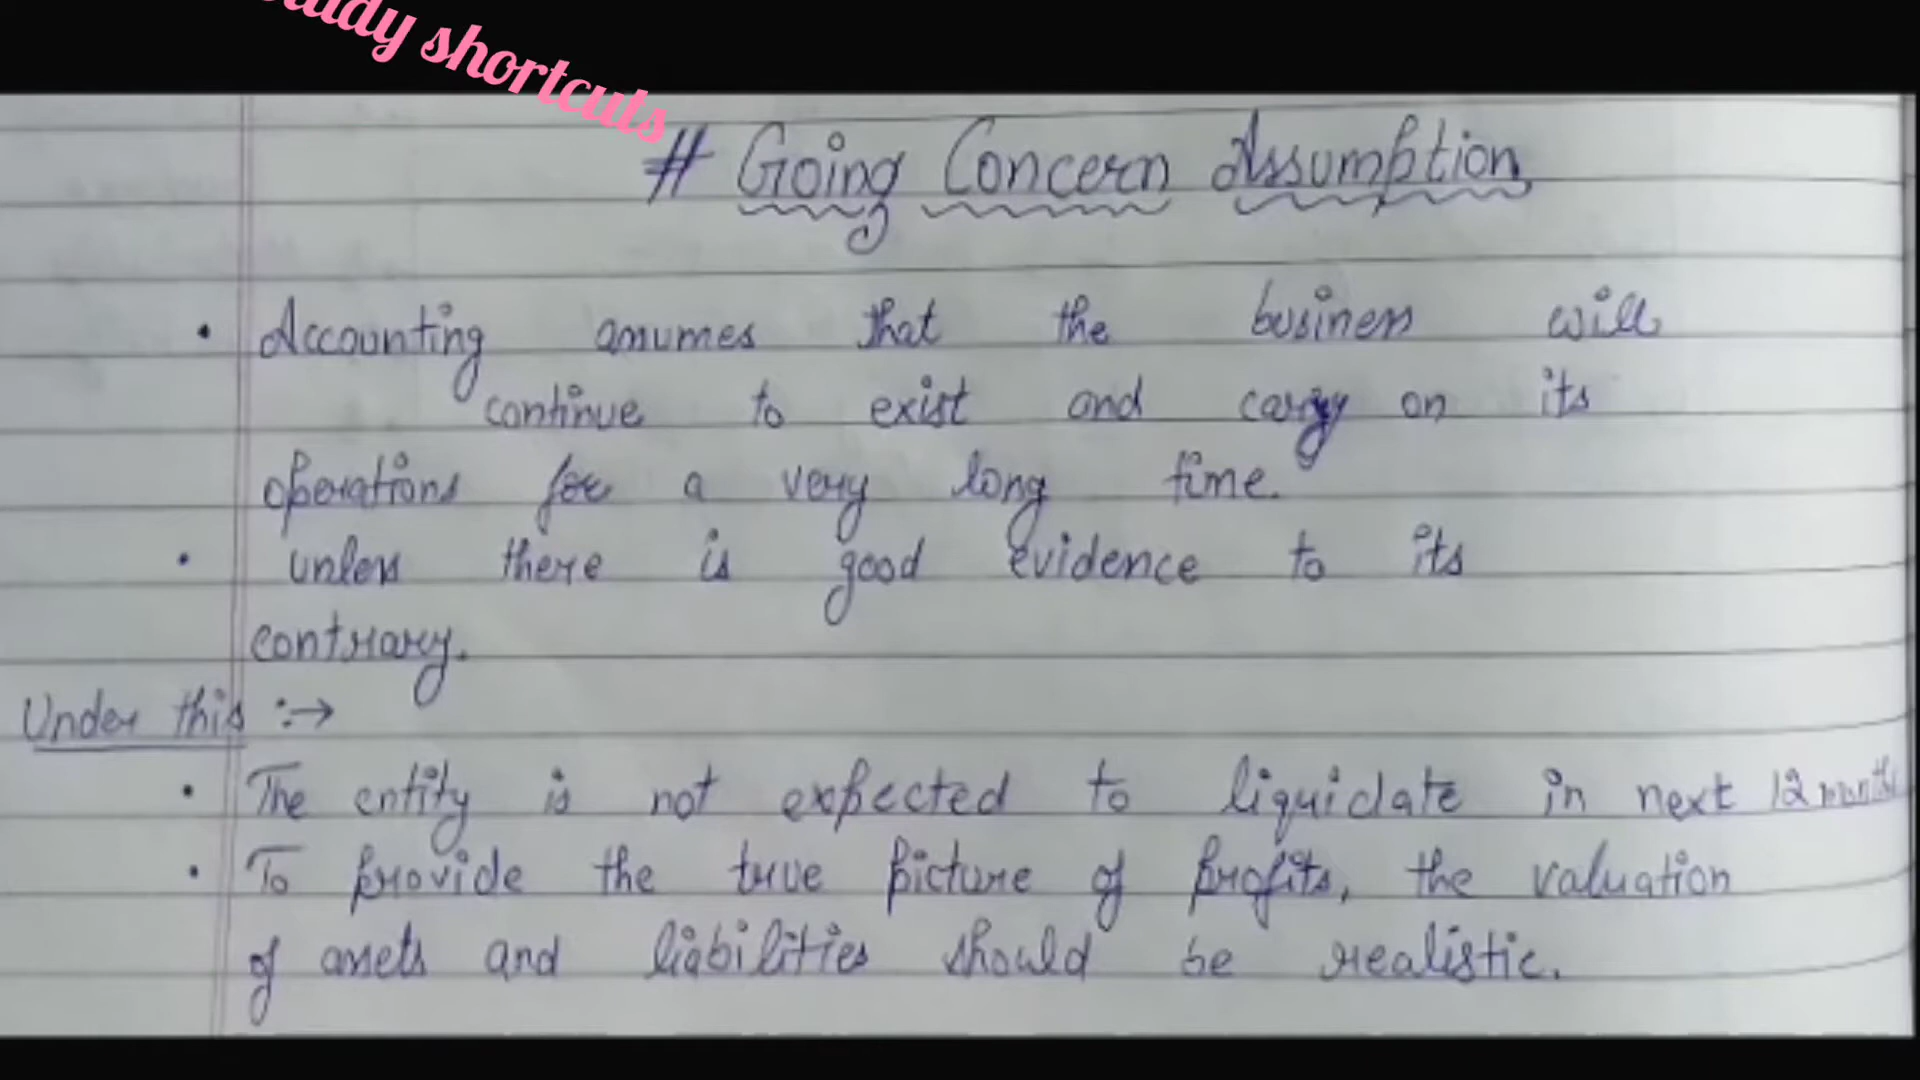 shortcuts
# Going Concern Assumption
• Accounting assumes that the business will
continue to exist and carry on its
operations for a very long time.
• unless there is good evidence to its
contrary.
Under this :→
• The entity is not expected to liquidate in next 12 months
• To provide the true picture of profits, the valuation
of assets and liabilities should be realistic.